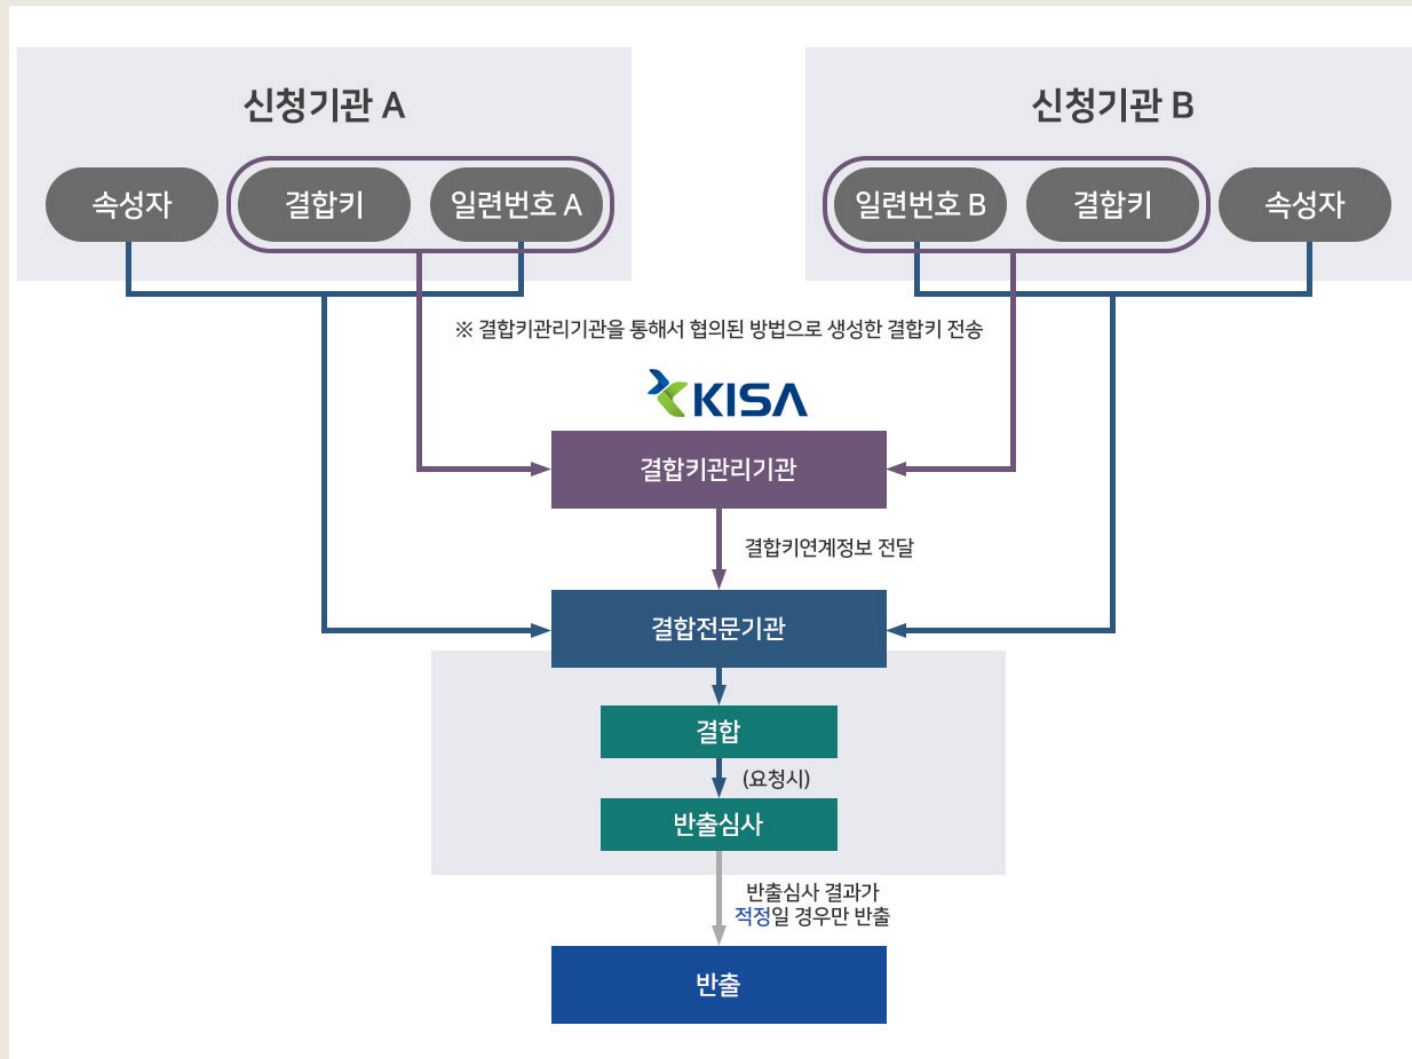 신청기관 A
신청기관 B
속성자
결합키
일련번호 A
일련번호 B
결합키
속성자
※ 결합키관리기관을 통해서 협의된 방법으로 생성한 결합키 전송
KISA
결합키관리기관
결합키연계정보 전달
결합전문기관
결합
(요청시)
반출심사
반출심사 결과가
적정일 경우만 반출
반출